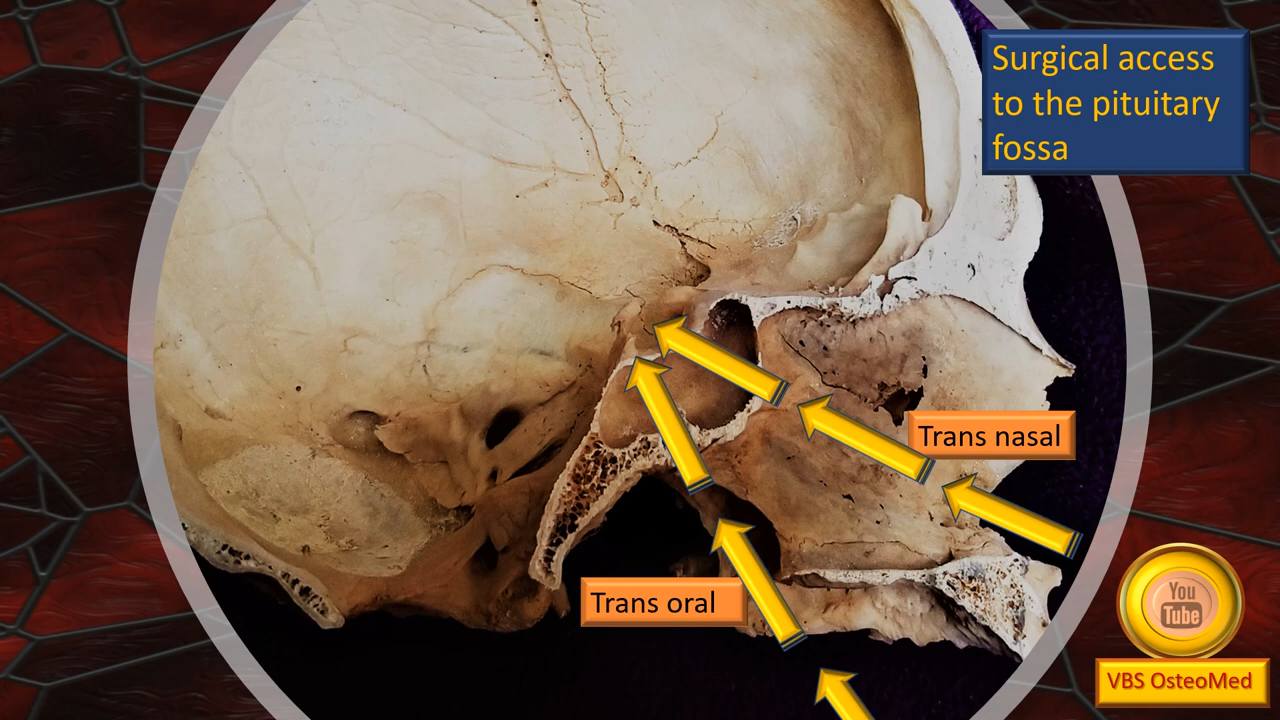 Surgical access
to the pituitary
fossa
Trans nasal
Trans oral
You
Tube
VBS OsteoMed